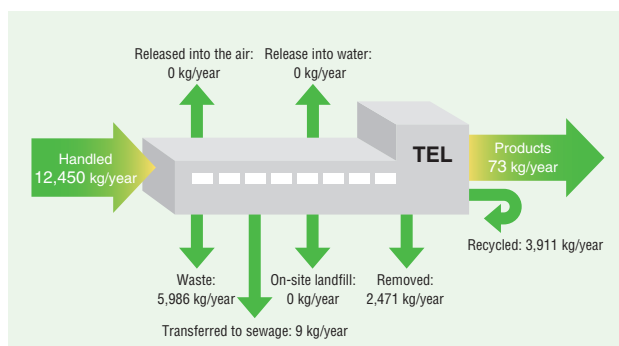 Released into the air:
0 kg/year
Release into water:
0 kg/year
Handled
12,450 kg/year
TEL
Products
73 kg/year
Recycled: 3,911 kg/year
Waste:
5,986 kg/year
On-site landfill:
0 kg/year
Removed:
2,471 kg/year
Transferred to sewage: 9 kg/year